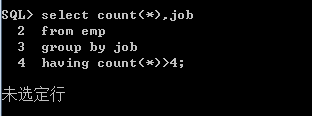 SQL> select count(*),job
2 from emp
3 group by job
4 having count(*)>4;
未选定行